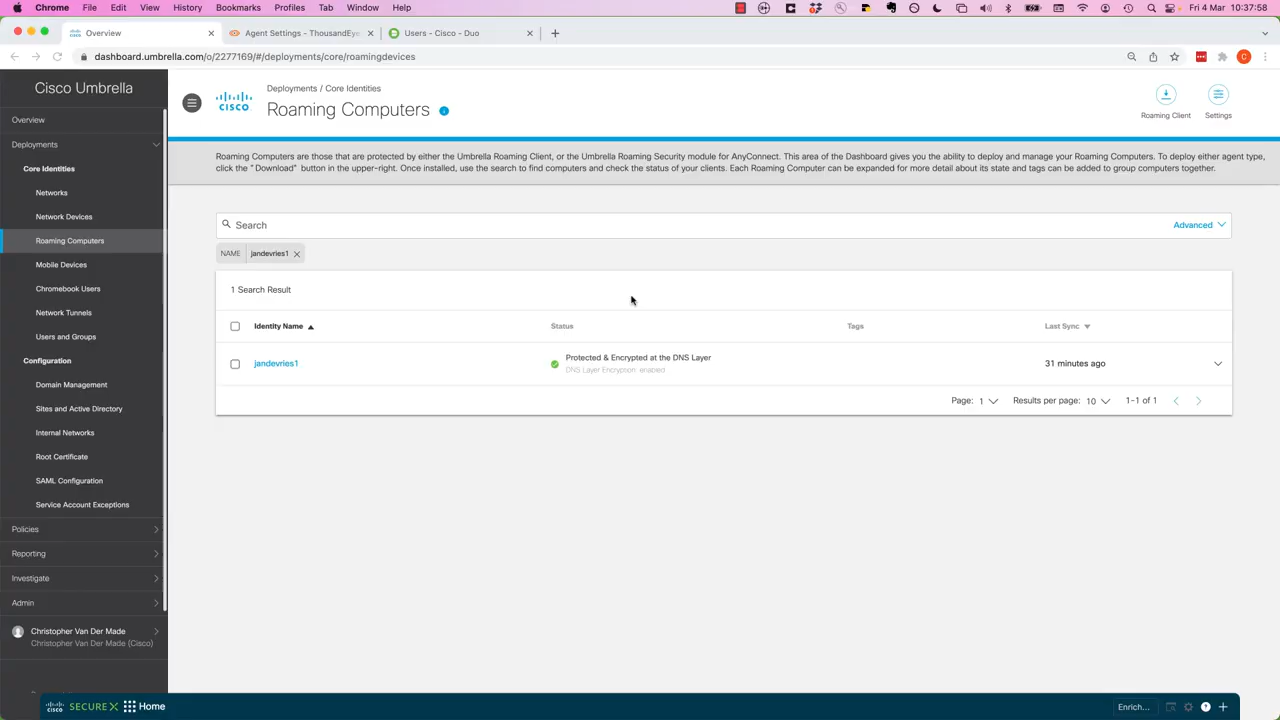 Chrome File Edit View History Bookmarks Profiles Tab Window Help
Fri 4 Mar 10:37:58
Overview
Agent Settings - ThousandEye
Users - Cisco - Duo
dashboard.umbrella.com/o/2277169/#/deployments/core/roamingdevices
C
Cisco Umbrella
Overview
Deployments
Core Identities
Networks
Network Devices
Roaming Computers
Mobile Devices
Chromebook Users
Network Tunnels
Users and Groups
Configuration
Domain Management
Sites and Active Directory
Internal Networks
Root Certificate
SAML Configuration
Service Account Exceptions
Policies
Reporting
Investigate
Admin
Christopher Van Der Made
Christopher Van Der Made (Cisco)
CISCO
Deployments / Core Identities
Roaming Computers
Roaming Client
Settings
Roaming Computers are those that are protected by either the Umbrella Roaming Client, or the Umbrella Roaming Security module for AnyConnect. This area of the Dashboard gives you the ability to deploy and manage your Roaming Computers. To deploy either agent type,
click the "Download" button in the upper-right. Once installed, use the search to find computers and check the status of your clients. Each Roaming Computer can be expanded for more detail about its state and tags can be added to group computers together.
Search
Advanced
NAME jandevries1
1 Search Result
Identity Name Status Tags Last Sync
jandevries1
Protected & Encrypted at the DNS Layer
DNS Layer Encryption enabled
31 minutes ago
Page: 1 Results per page: 10 1-1 of 1
CISCO SECUREX Home
Enrich...